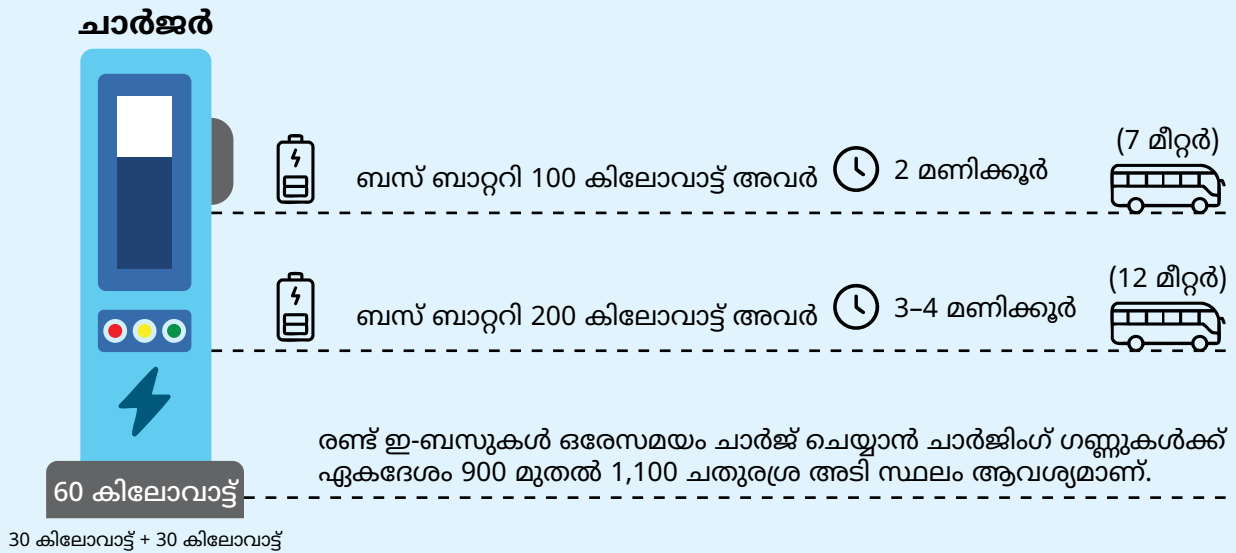 ചാർജർ
(7 മീറ്റർ)
ബസ് ബാറ്ററി 100 കിലോവാട്ട് അവർ
2 മണിക്കൂർ
(12 മീറ്റർ)
ബസ് ബാറ്ററി 200 കിലോവാട്ട് അവർ
3–4 മണിക്കൂർ
രണ്ട് ഇ-ബസുകൾ ഒരേസമയം ചാർജ് ചെയ്യാൻ ചാർജിംഗ് ഗണ്ണുകൾക്ക്
ഏകദേശം 900 മുതൽ 1,100 ചതുരശ്ര അടി സ്ഥലം ആവശ്യമാണ്.
60 കിലോവാട്ട്
30 കിലോവാട്ട് + 30 കിലോവാട്ട്